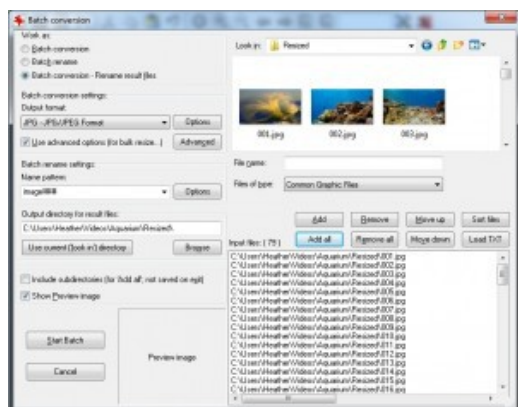 Batch conversion
Work as:
Batch conversion
Batch rename
Batch conversion - Rename result files
Batch conversion settings:
Output format:
JPG - JPG/JPEG Format
Options
Use advanced options (for bulk resize...)
Advanced
Batch rename settings:
Name pattern:
image###
Options
Output directory for result files:
C:\Users\Heather\Videos\Aquarium\Resized\
Use current ('look in') directory
Browse
Include subdirectories (for 'Add all'; not saved on exit)
Show Preview image
Start Batch
Cancel
Preview image
Look in:
Resized
001.jpg
002.jpg
003.jpg
File name:
Files of type:
Common Graphic Files
Add
Remove
Move up
Sort files
Input files: ( 79 )
Add all
Remove all
Move down
Load TXT
C:\Users\Heather\Videos\Aquarium\Resized\001.jpg
C:\Users\Heather\Videos\Aquarium\Resized\002.jpg
C:\Users\Heather\Videos\Aquarium\Resized\003.jpg
C:\Users\Heather\Videos\Aquarium\Resized\004.jpg
C:\Users\Heather\Videos\Aquarium\Resized\005.jpg
C:\Users\Heather\Videos\Aquarium\Resized\006.jpg
C:\Users\Heather\Videos\Aquarium\Resized\007.jpg
C:\Users\Heather\Videos\Aquarium\Resized\008.jpg
C:\Users\Heather\Videos\Aquarium\Resized\009.jpg
C:\Users\Heather\Videos\Aquarium\Resized\010.jpg
C:\Users\Heather\Videos\Aquarium\Resized\011.jpg
C:\Users\Heather\Videos\Aquarium\Resized\012.jpg
C:\Users\Heather\Videos\Aquarium\Resized\013.jpg
C:\Users\Heather\Videos\Aquarium\Resized\014.jpg
C:\Users\Heather\Videos\Aquarium\Resized\015.jpg
C:\Users\Heather\Videos\Aquarium\Resized\016.jpg